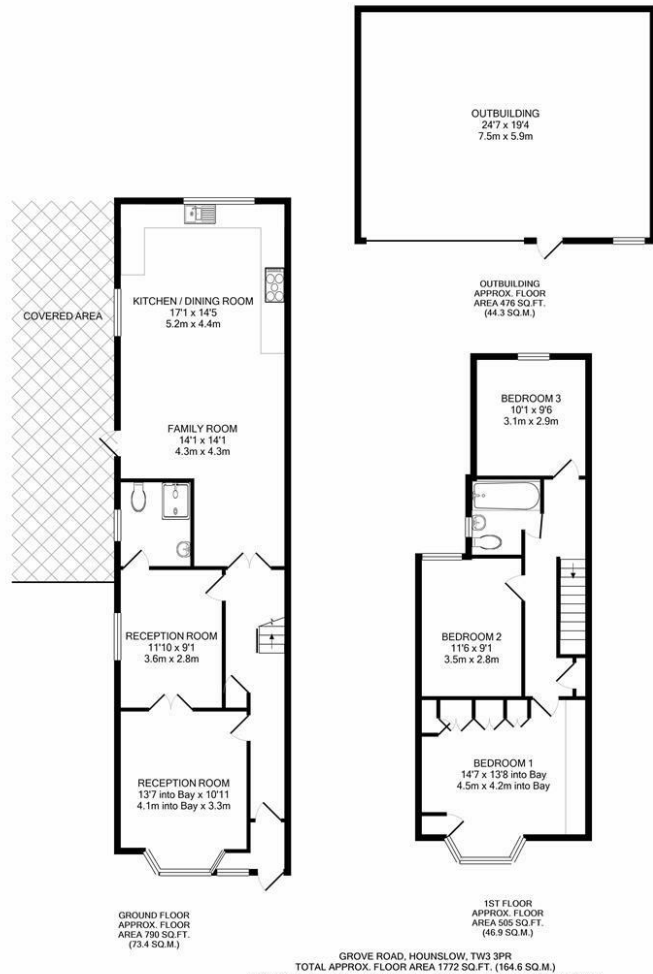 OUTBUILDING
24'7 x 19'4
7.5m x 5.9m
OUTBUILDING
APPROX. FLOOR
AREA 476 SQ.FT.
(44.3 SQ.M.)
COVERED AREA
KITCHEN / DINING ROOM
17'1 x 14'5
5.2m x 4.4m
FAMILY ROOM
14'1 x 14'1
4.3m x 4.3m
RECEPTION ROOM
11'10 x 9'1
3.6m x 2.8m
RECEPTION ROOM
13'7 into Bay x 10'11
4.1m into Bay x 3.3m
GROUND FLOOR
APPROX. FLOOR
AREA 790 SQ.FT.
(73.4 SQ.M.)
BEDROOM 3
10'1 x 9'6
3.1m x 2.9m
BEDROOM 2
11'6 x 9'1
3.5m x 2.8m
BEDROOM 1
14'7 x 13'8 into Bay
4.5m x 4.2m into Bay
1ST FLOOR
APPROX. FLOOR
AREA 505 SQ.FT.
(46.9 SQ.M.)
GROVE ROAD, HOUNSLOW, TW3 3PR
TOTAL APPROX. FLOOR AREA 1772 SQ.FT. (164.6 SQ.M.)